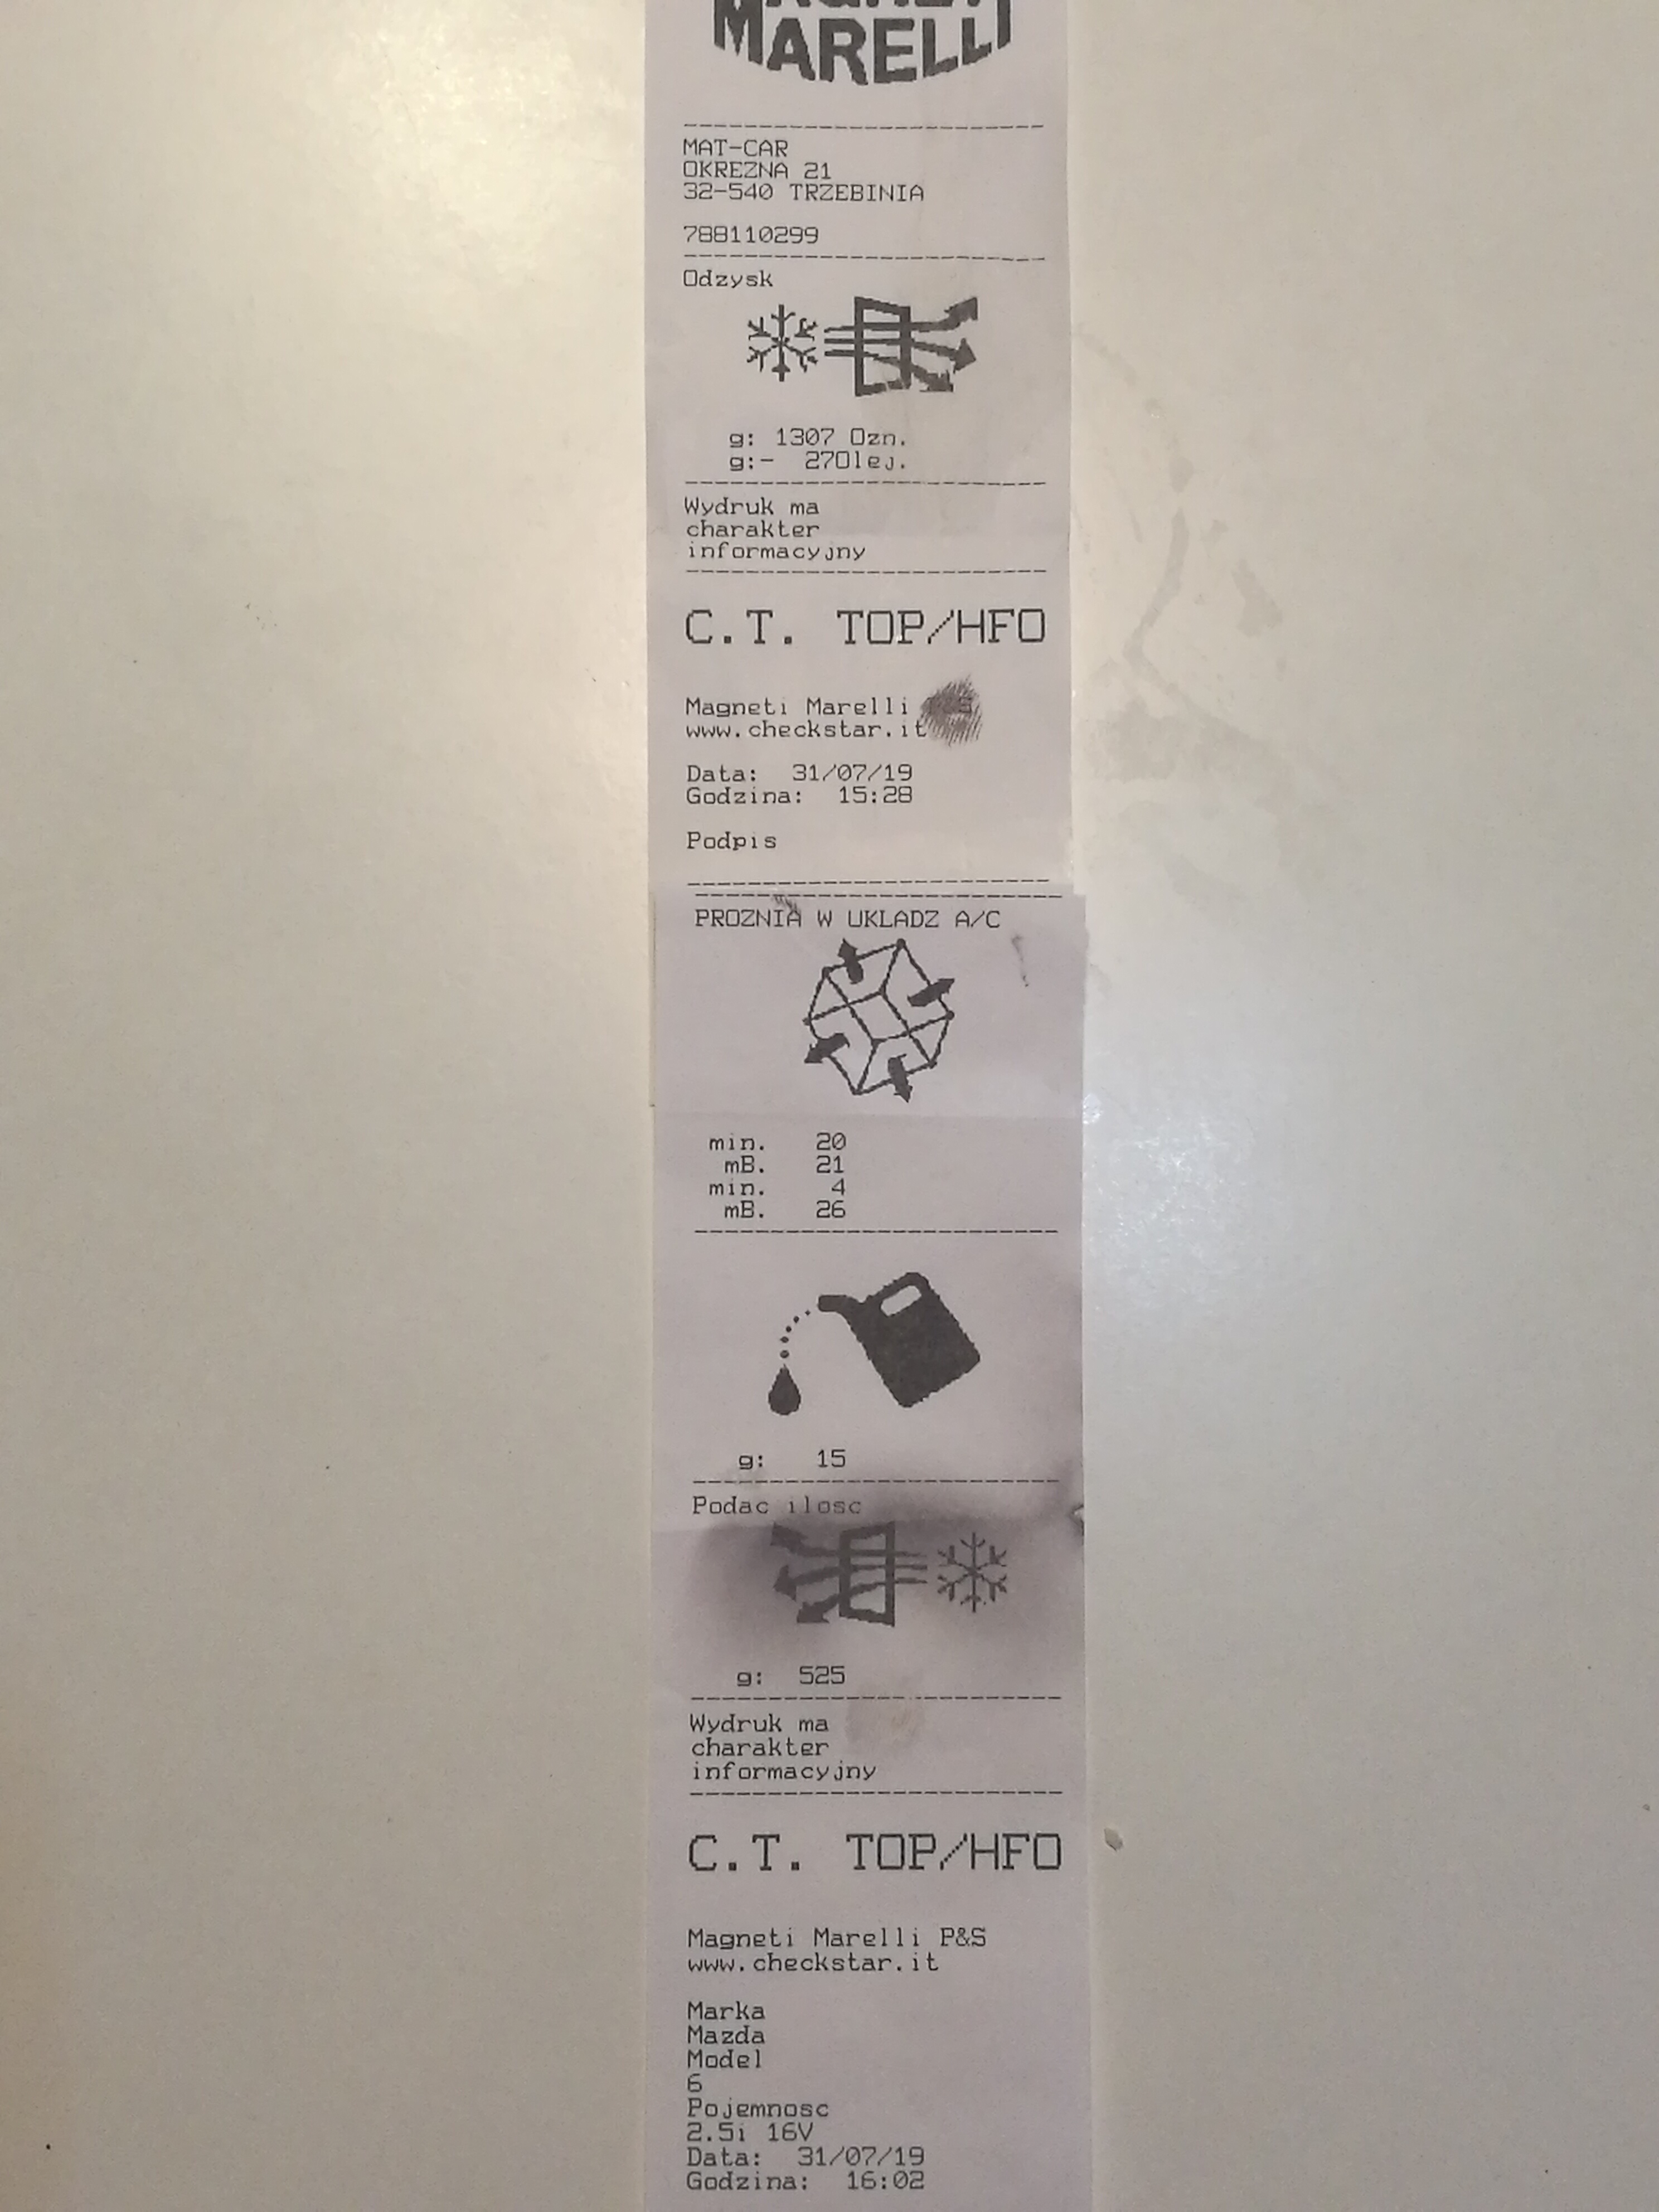 MARELLI
MAT-CAR
OKREZNA 21
32-540 TRZEBINIA
788110299
Odzysk
g: 1307 Ozn.
g:-  27Olej.
Wydruk ma
charakter
informacyjny
C.T. TOP/HFO
Magneti Marelli P&S
www.checkstar.it
Data: 31/07/19
Godzina: 15:28
Podpis
PROZNIA W UKLADZ A/C
min. 20
mB. 21
min. 4
mB. 26
g: 15
Podac ilosc
g: 525
Wydruk ma
charakter
informacyjny
C.T. TOP/HFO
Magneti Marelli P&S
www.checkstar.it
Marka
Mazda
Model
6
Pojemnosc
2.5i 16V
Data: 31/07/19
Godzina: 16:02